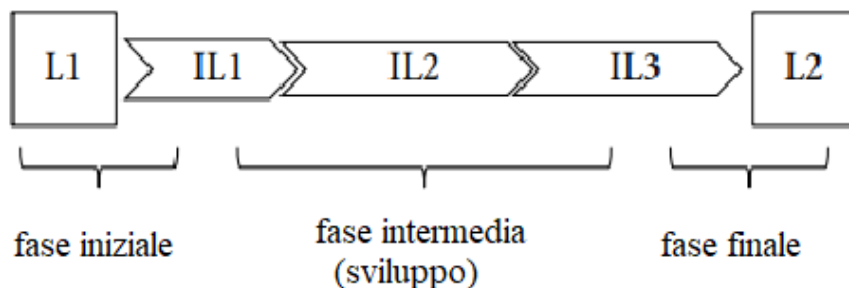 L1 IL1 IL2 IL3 L2
fase iniziale fase intermedia fase finale
(sviluppo)